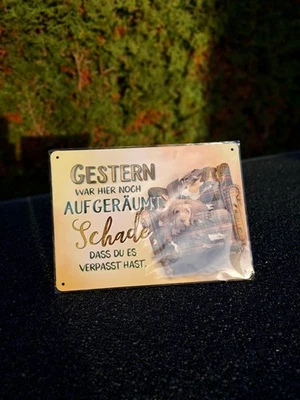 GESTERN
WAR HIER NOCH
AUFGERÄUMT
Schade
DASS DU ES
VERPASST HAST.